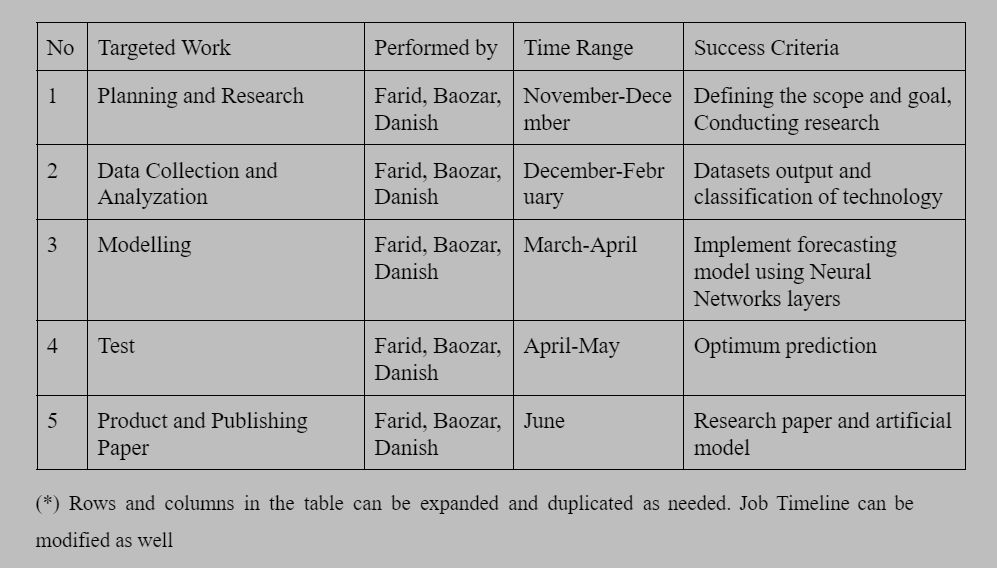 No Targeted Work Performed by Time Range Success Criteria
1 Planning and Research Farid, Baozar, November-Dece Defining the scope and goal,
Danish mber Conducting research
2 Data Collection and Farid, Baozar, December-Febr Datasets output and
Analyzation Danish uary classification of technology
3 Modelling Farid, Baozar, March-April Implement forecasting
Danish model using Neural
Networks layers
4 Test Farid, Baozar, April-May Optimum prediction
Danish
5 Product and Publishing Farid, Baozar, June Research paper and artificial
Paper Danish model
(*) Rows and columns in the table can be expanded and duplicated as needed. Job Timeline can be
modified as well